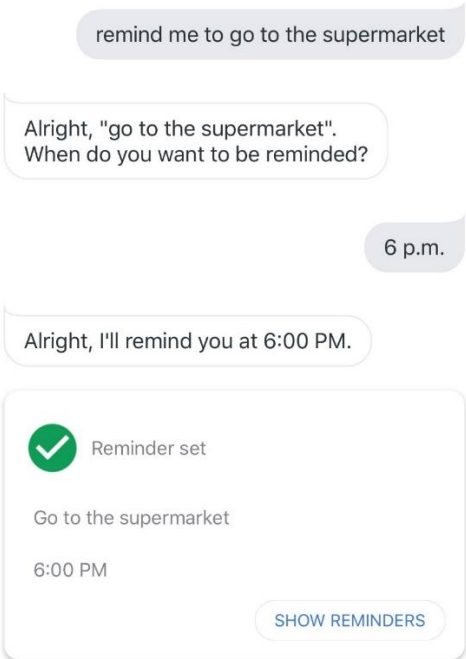 remind me to go to the supermarket
Alright, "go to the supermarket".
When do you want to be reminded?
6 p.m.
Alright, I'll remind you at 6:00 PM.
Reminder set
Go to the supermarket
6:00 PM
SHOW REMINDERS